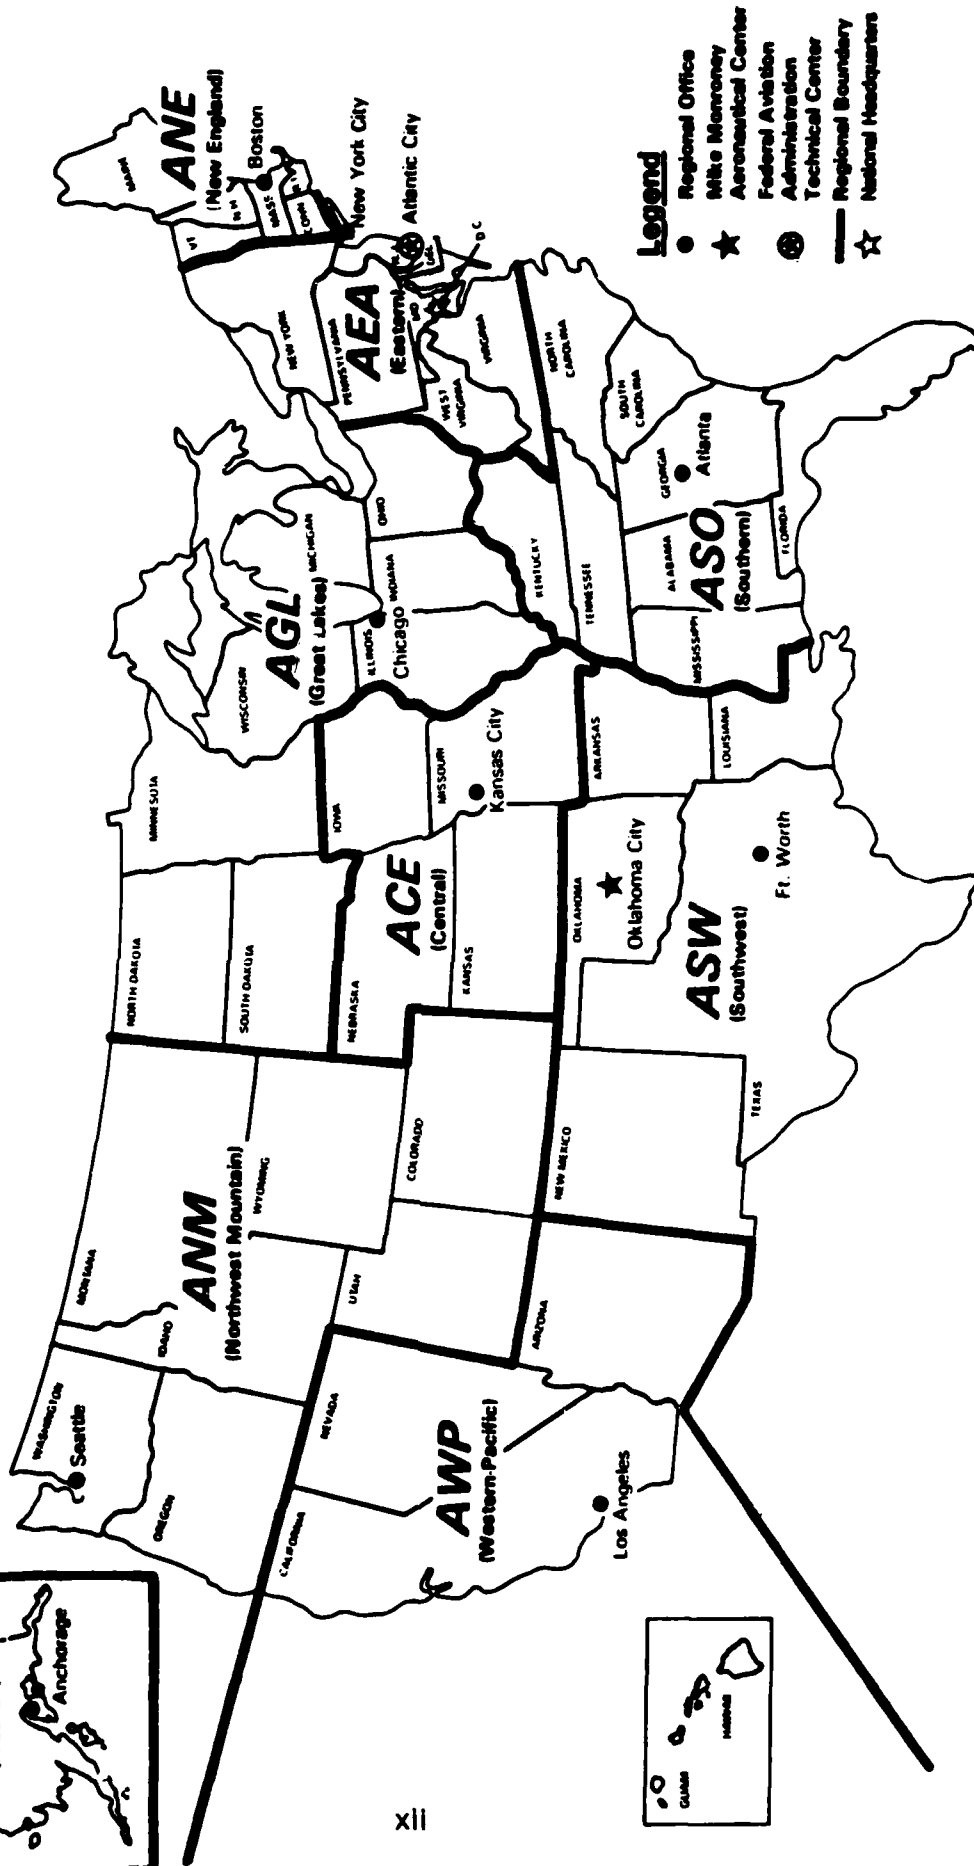 Anchorage
WASHINGTON
Seattle
OREGON
IDAHO
MONTANA
ANM
(Northwest Mountain)
WYOMING
NEVADA
UTAH
COLORADO
CALIFORNIA
AWP
(Western-Pacific)
Los Angeles
ARIZONA
NEW MEXICO
GUAM
HAWAII
NORTH DAKOTA
SOUTH DAKOTA
NEBRASKA
KANSAS
ACE
(Central)
IOWA
MISSOURI
Kansas City
OKLAHOMA
Oklahoma City
ASW
(Southwest)
TEXAS
Ft. Worth
ARKANSAS
LOUISIANA
MINNESOTA
WISCONSIN
AGL
(Great Lakes)
MICHIGAN
ILLINOIS
Chicago
INDIANA
OHIO
KENTUCKY
TENNESSEE
MISSISSIPPI
ALABAMA
ASO
(Southern)
GEORGIA
Atlanta
FLORIDA
NORTH
CAROLINA
SOUTH
CAROLINA
WEST
VIRGINIA
VIRGINIA
PENNSYLVANIA
AEA
(Eastern)
NEW YORK
MD
DEL
D C
VT
N H
MAIN
ANE
(New England)
MASS
Boston
CONN
R I
New York City
Atlantic City
Legend
Regional Office
Mike Monroney
Aeronautical Center
Federal Aviation
Administration
Technical Center
Regional Boundary
National Headquarters
xii